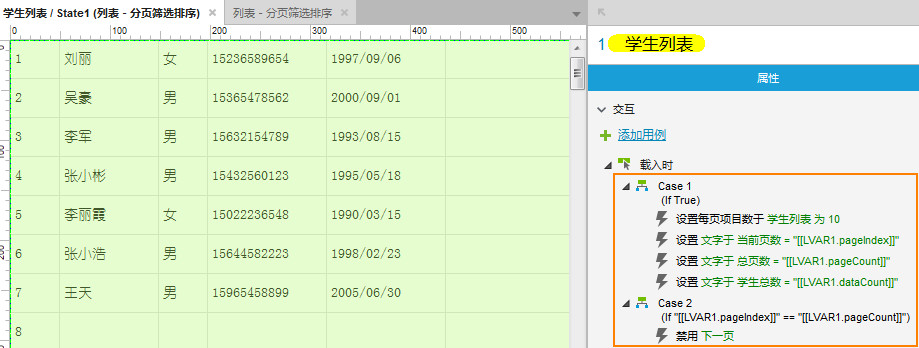 学生列表 / State1 (列表 - 分页筛选排序) × 列表 - 分页筛选排序 ×
0 100 200 300 400 500
1 刘丽 女 15236589654 1997/09/06
2 吴豪 男 15365478562 2000/09/01
3 李军 男 15632154789 1993/08/15
4 张小彬 男 15432560123 1995/05/18
5 李丽霞 女 15022236548 1990/03/15
6 张小浩 男 15644582223 1998/02/23
7 王天 男 15965458899 2005/06/30
8
0
100
200
1 学生列表
属性
交互
添加用例
载入时
Case 1
(If True)
设置每页项目数于 学生列表 为 10
设置 文字于 当前页数 = "[[LVAR1.pageIndex]]"
设置 文字于 总页数 = "[[LVAR1.pageCount]]"
设置 文字于 学生总数 = "[[LVAR1.dataCount]]"
Case 2
(If "[[LVAR1.pageIndex]]" == "[[LVAR1.pageCount]]")
禁用 下一页